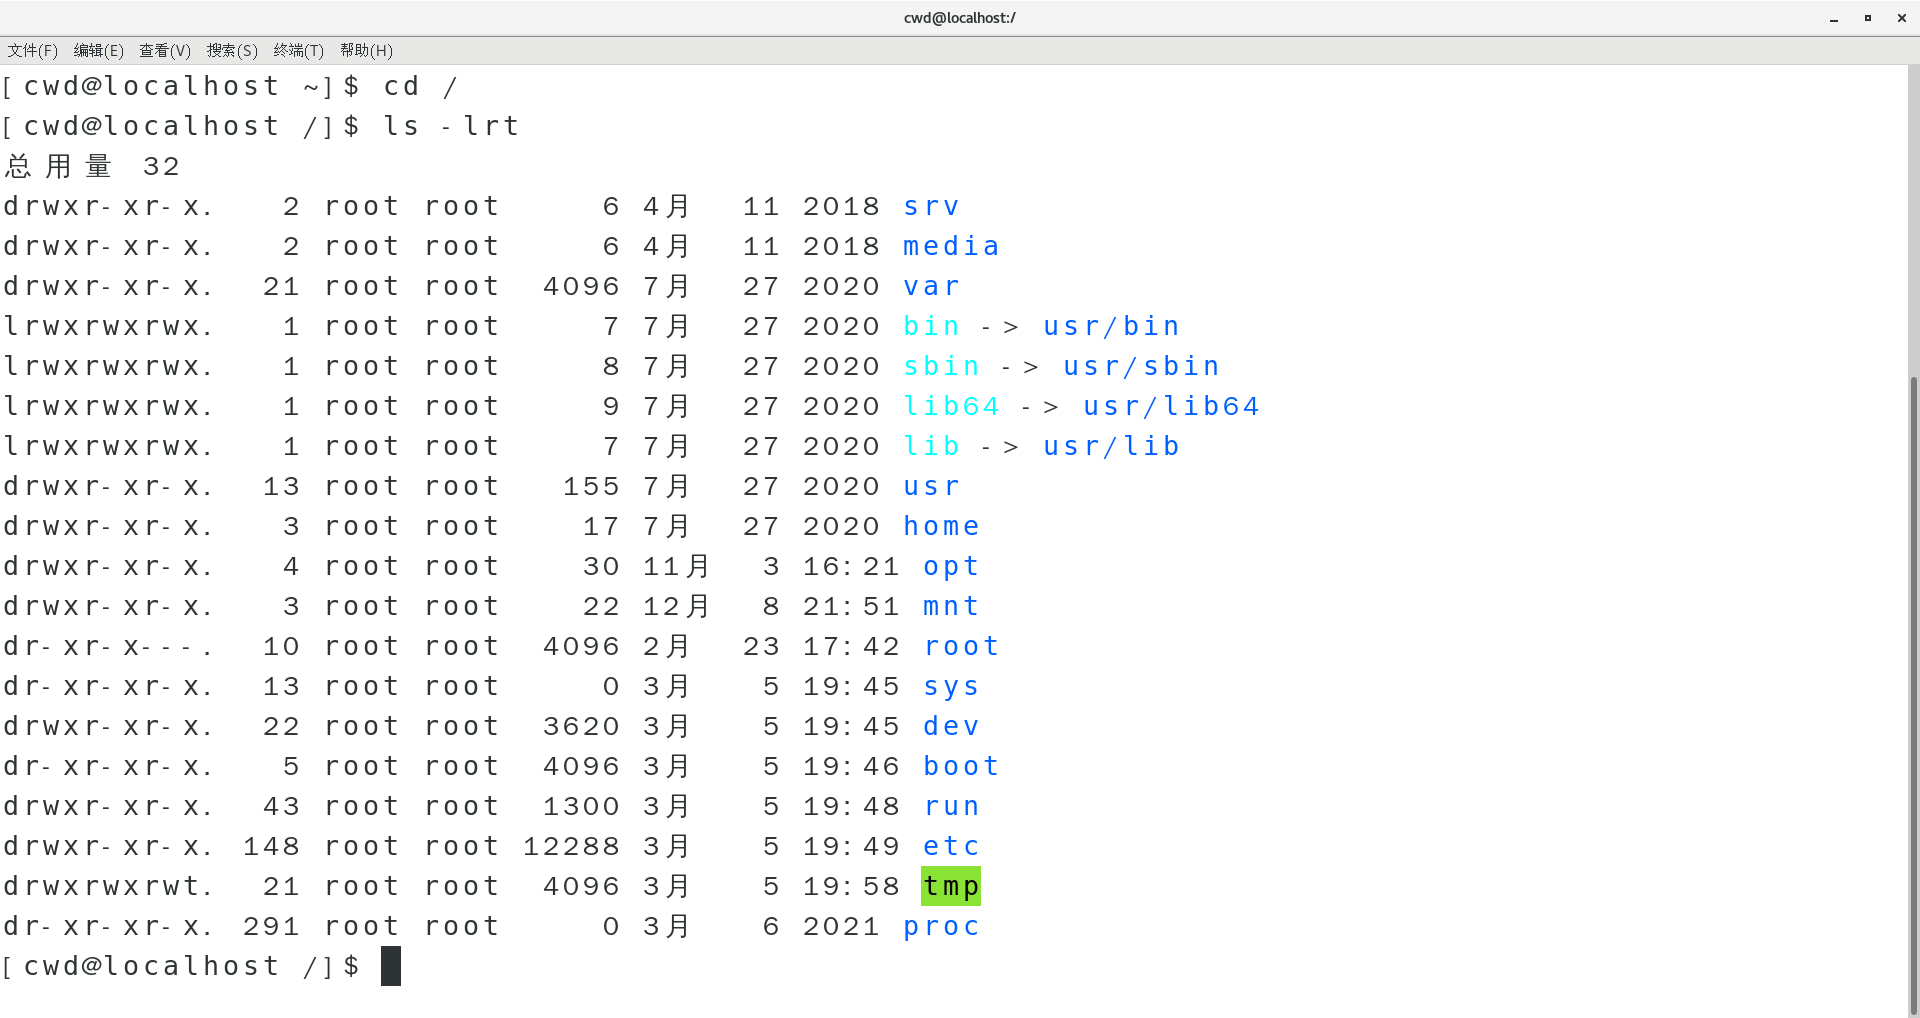 cwd@localhost:/
文件(F) 编辑(E) 查看(V) 搜索(S) 终端(T) 帮助(H)
[cwd@localhost ~]$ cd /
[cwd@localhost /]$ ls -lrt
总用量 32
drwxr-xr-x.   2 root root     6 4月   11 2018 srv
drwxr-xr-x.   2 root root     6 4月   11 2018 media
drwxr-xr-x.  21 root root  4096 7月   27 2020 var
lrwxrwxrwx.   1 root root     7 7月   27 2020 bin -> usr/bin
lrwxrwxrwx.   1 root root     8 7月   27 2020 sbin -> usr/sbin
lrwxrwxrwx.   1 root root     9 7月   27 2020 lib64 -> usr/lib64
lrwxrwxrwx.   1 root root     7 7月   27 2020 lib -> usr/lib
drwxr-xr-x.  13 root root   155 7月   27 2020 usr
drwxr-xr-x.   3 root root    17 7月   27 2020 home
drwxr-xr-x.   4 root root    30 11月   3 16:21 opt
drwxr-xr-x.   3 root root    22 12月   8 21:51 mnt
dr-xr-x---.  10 root root  4096 2月   23 17:42 root
dr-xr-xr-x.  13 root root     0 3月    5 19:45 sys
drwxr-xr-x.  22 root root  3620 3月    5 19:45 dev
dr-xr-xr-x.   5 root root  4096 3月    5 19:46 boot
drwxr-xr-x.  43 root root  1300 3月    5 19:48 run
drwxr-xr-x. 148 root root 12288 3月    5 19:49 etc
drwxrwxrwt.  21 root root  4096 3月    5 19:58 tmp
dr-xr-xr-x. 291 root root     0 3月    6 2021 proc
[cwd@localhost /]$